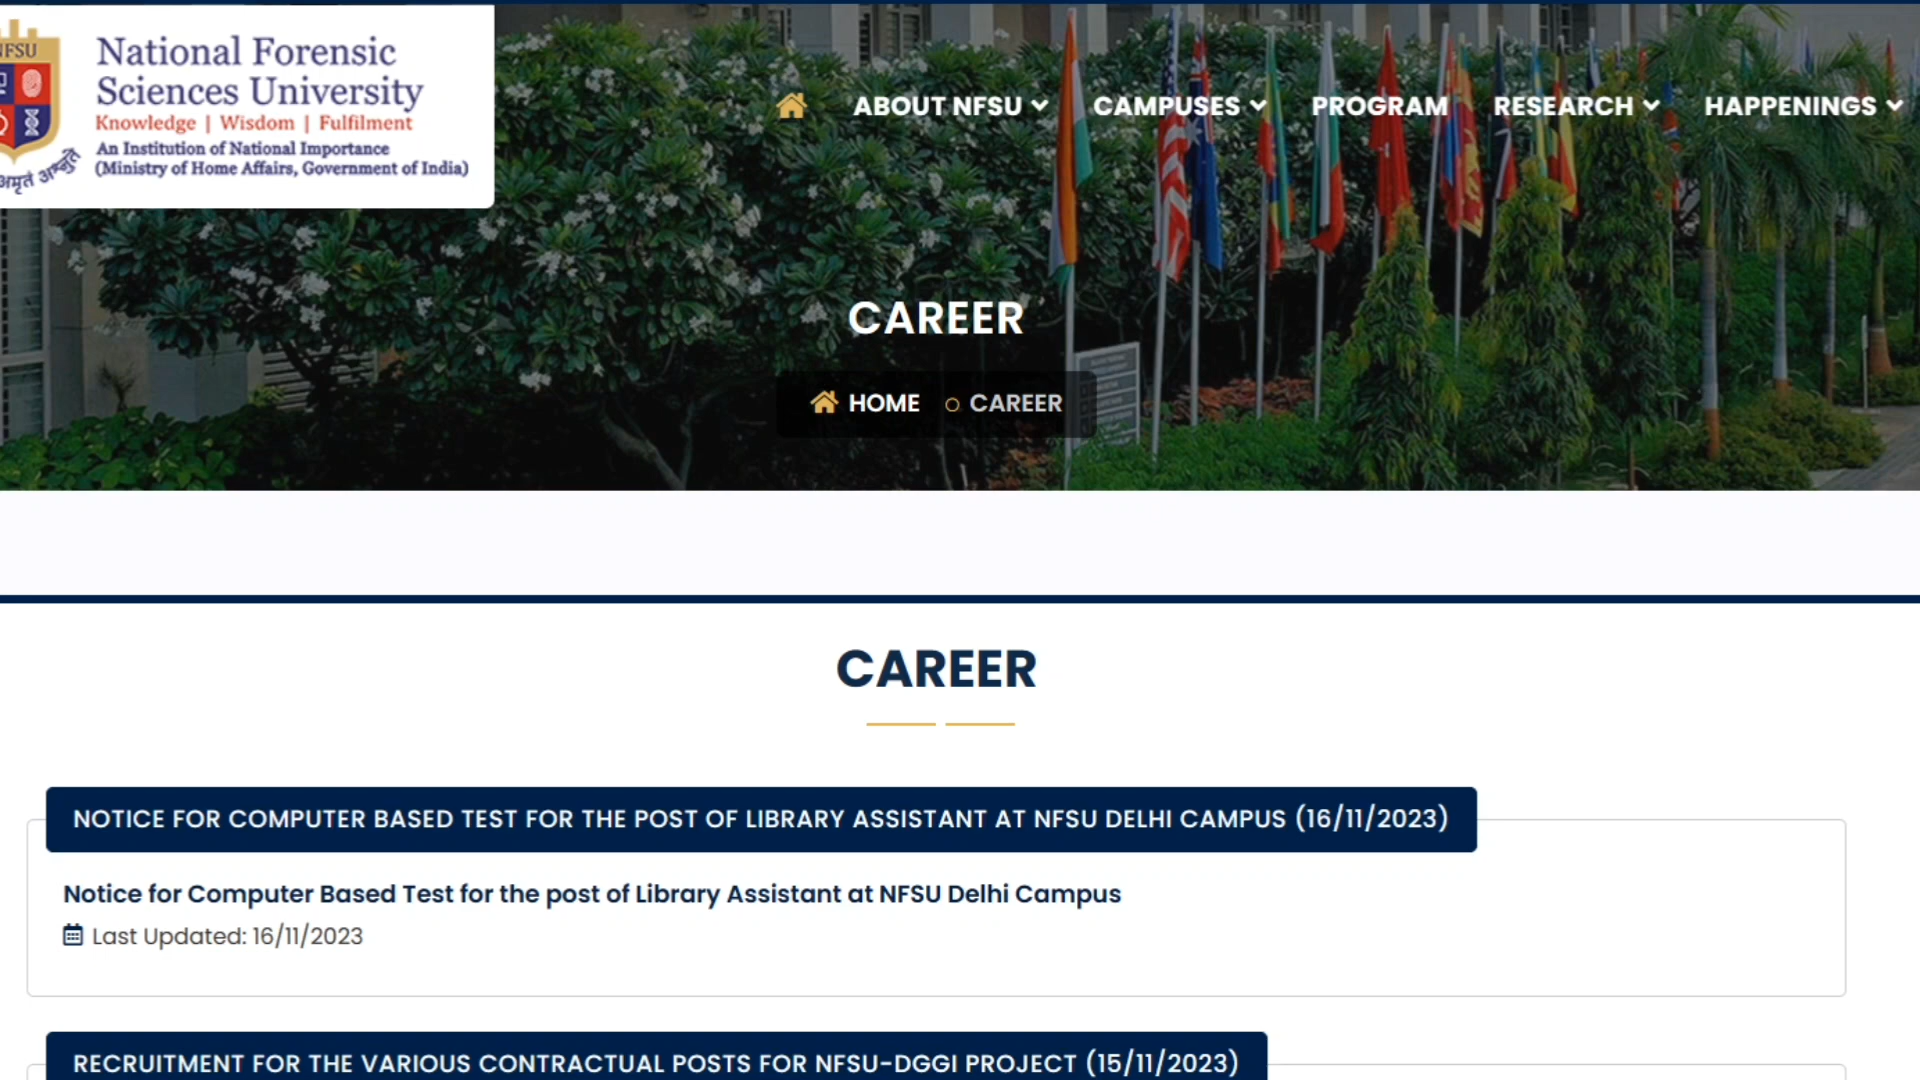 NFSU
National Forensic
Sciences University
Knowledge | Wisdom | Fulfilment
An Institution of National Importance
(Ministry of Home Affairs, Government of India)
ABOUT NFSU
CAMPUSES
PROGRAM
RESEARCH
HAPPENINGS
CAREER
HOME
CAREER
CAREER
NOTICE FOR COMPUTER BASED TEST FOR THE POST OF LIBRARY ASSISTANT AT NFSU DELHI CAMPUS (16/11/2023)
Notice for Computer Based Test for the post of Library Assistant at NFSU Delhi Campus
Last Updated: 16/11/2023
RECRUITMENT FOR THE VARIOUS CONTRACTUAL POSTS FOR NFSU-DGGI PROJECT (15/11/2023)